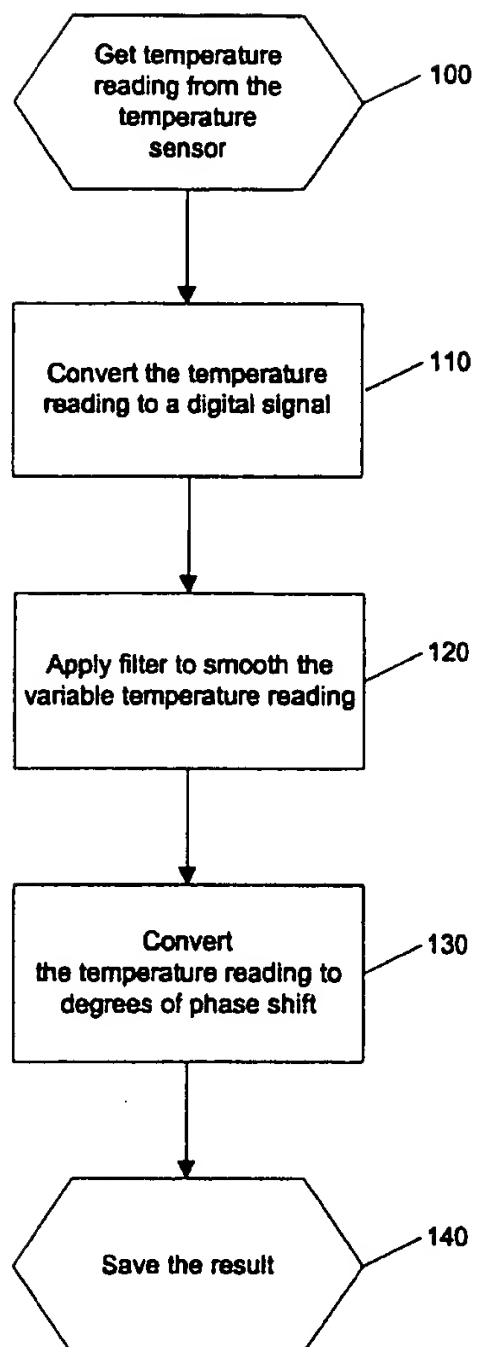 Get temperature
reading from the
temperature
sensor
100
Convert the temperature
reading to a digital signal
110
Apply filter to smooth the
variable temperature reading
120
Convert
the temperature reading to
degrees of phase shift
130
Save the result
140